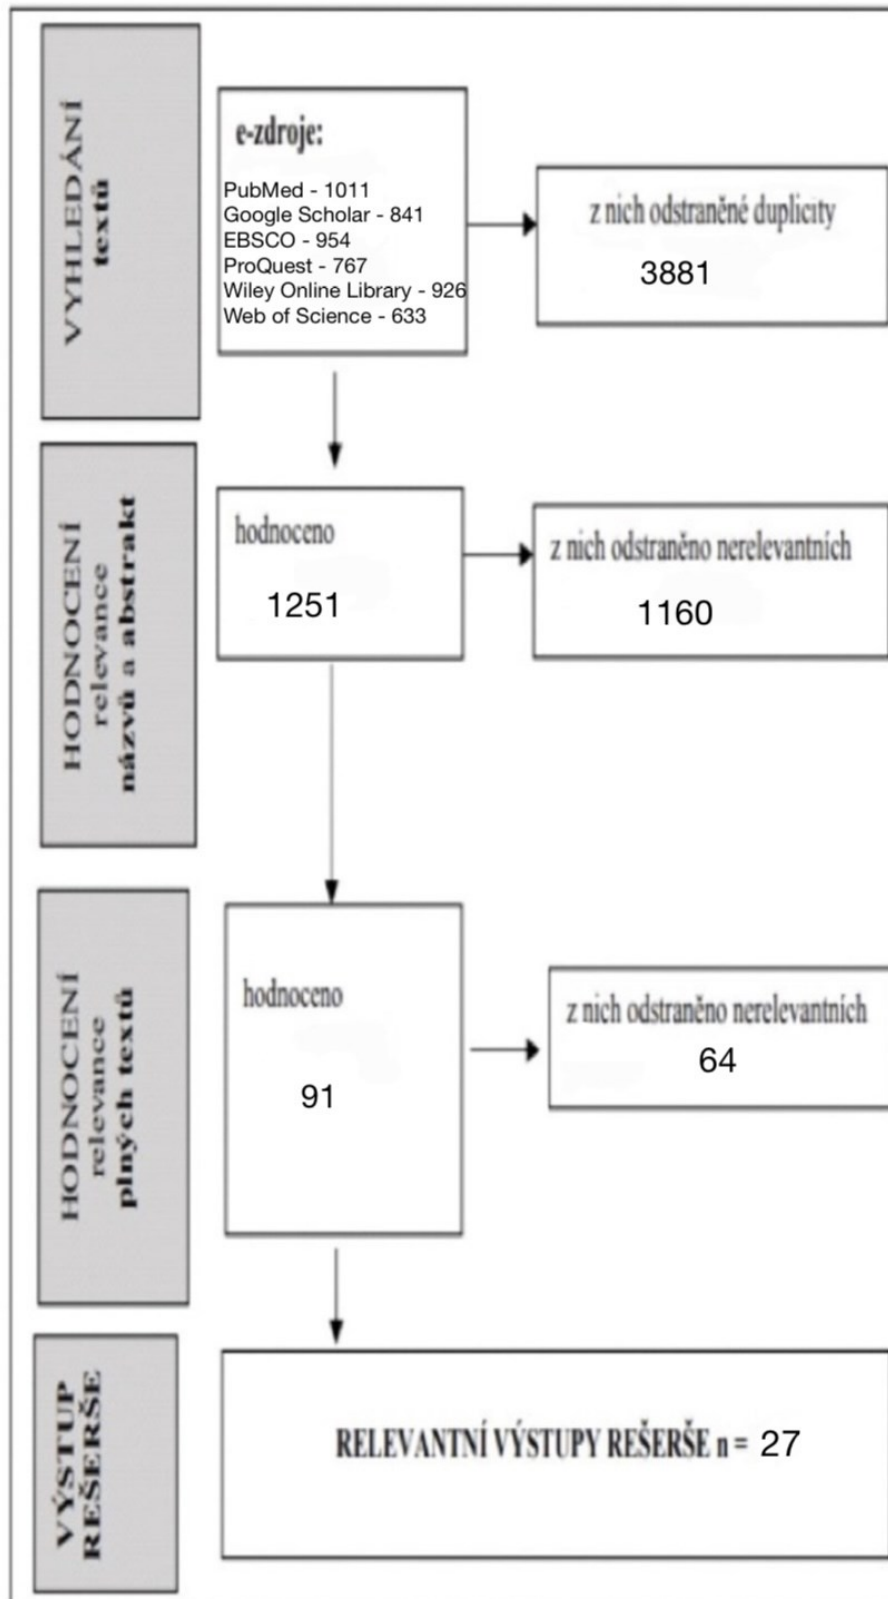 VYHLEDÁNÍ
textů
e-zdroje:
PubMed - 1011
Google Scholar - 841
EBSCO - 954
ProQuest - 767
Wiley Online Library - 926
Web of Science - 633
z nich odstraněné duplicity
3881
HODNOCENÍ
relevance
názvů a abstrakt
hodnoceno
1251
z nich odstraněno nerelevantních
1160
HODNOCENÍ
relevance
plných textů
hodnoceno
91
z nich odstraněno nerelevantních
64
VÝSTUP
REŠERŠE
RELEVANTNÍ VÝSTUPY REŠERŠE n = 27